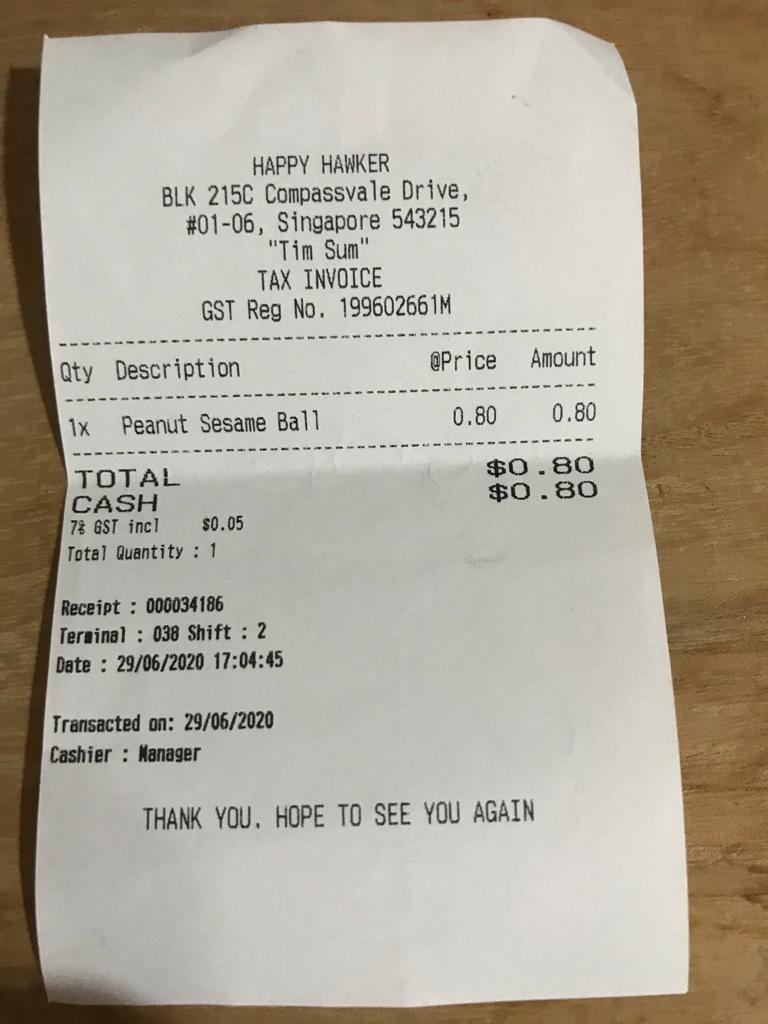 HAPPY HAWKER
BLK 215C Compassvale Drive,
#01-06, Singapore 543215
"Tim Sum"
TAX INVOICE
GST Reg No. 199602661M
Qty Description @Price Amount
1x Peanut Sesame Ball 0.80 0.80
TOTAL $0.80
CASH $0.80
7% GST incl $0.05
Total Quantity : 1
Receipt : 000034186
Terminal : 038 Shift : 2
Date : 29/06/2020 17:04:45
Transacted on: 29/06/2020
Cashier : Manager
THANK YOU. HOPE TO SEE YOU AGAIN